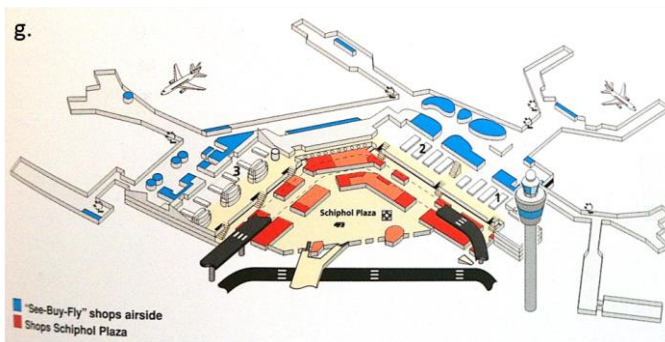 g.
2
3
1
Schiphol Plaza
"See-Buy-Fly" shops airside
Shops Schiphol Plaza